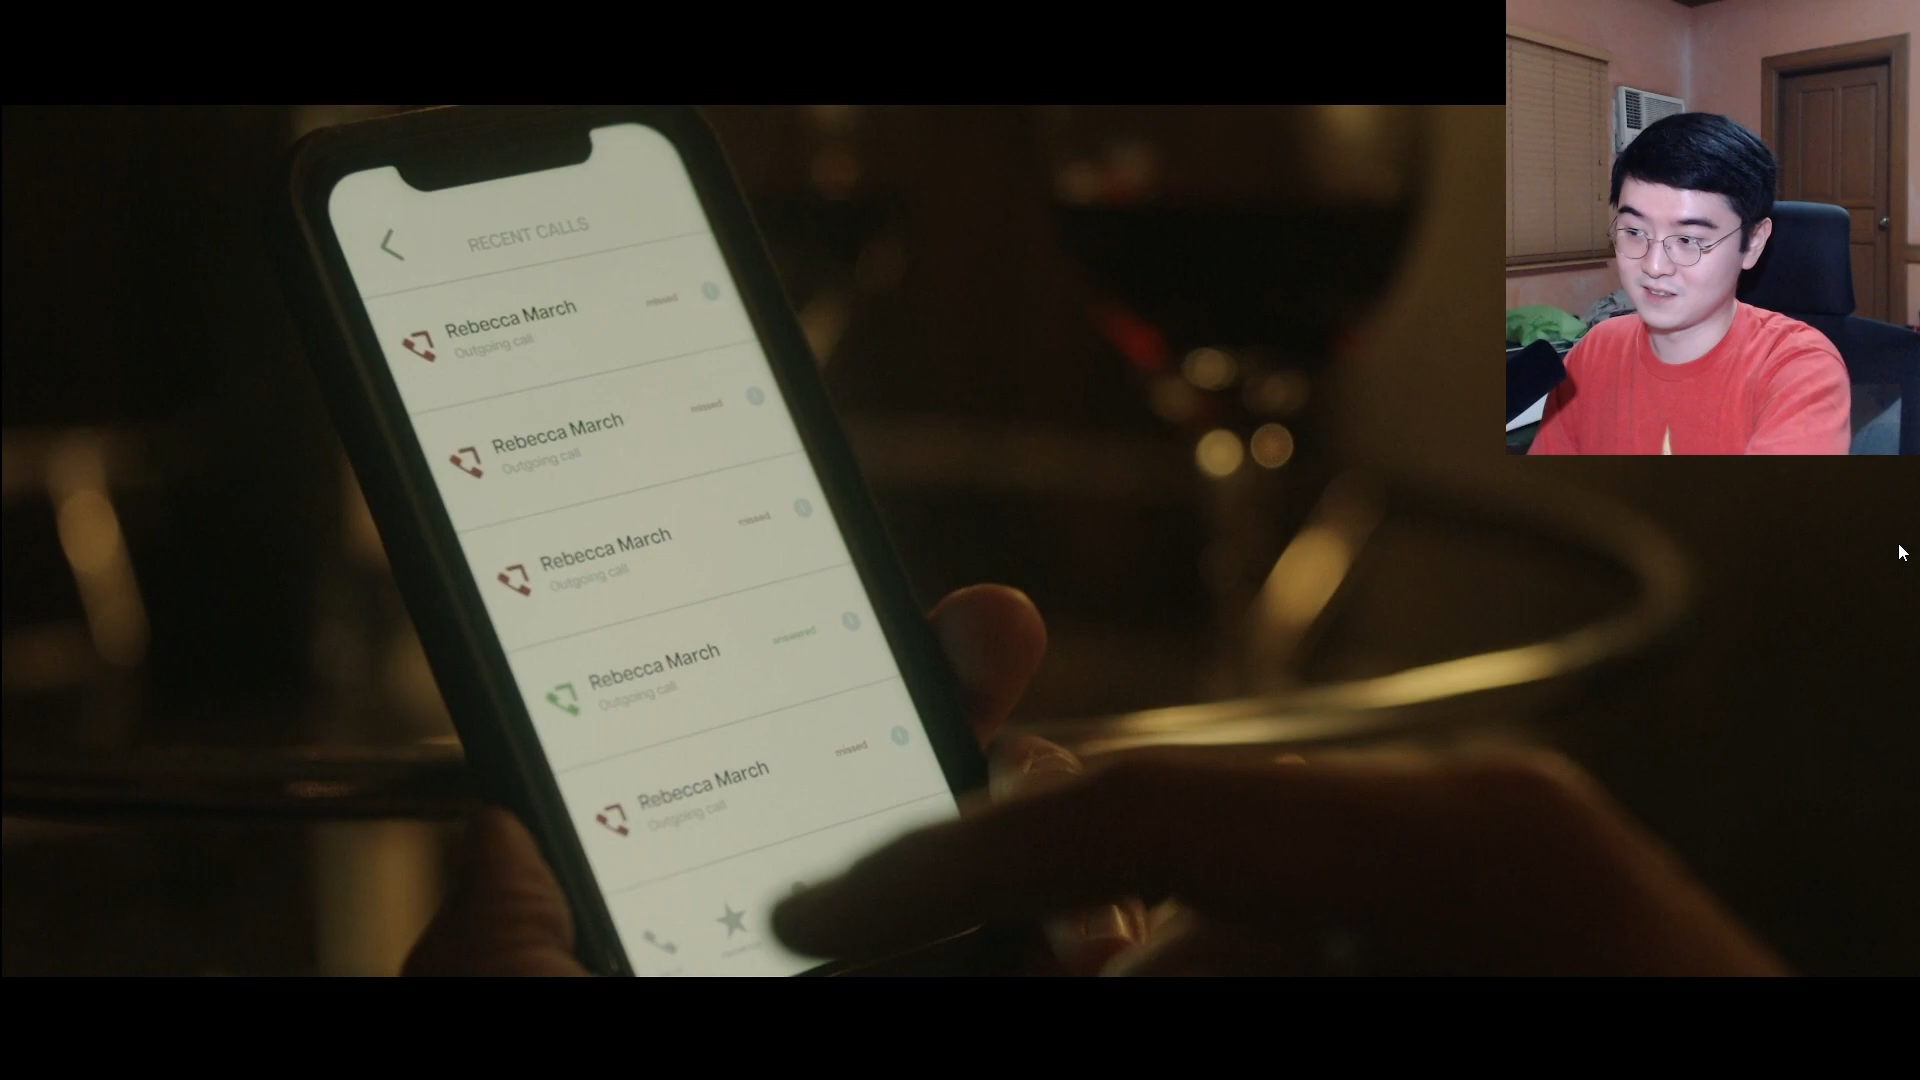 RECENT CALLS
Rebecca March
missed
Outgoing call
Rebecca March
missed
Outgoing call
Rebecca March
missed
Outgoing call
Rebecca March
answered
Outgoing call
Rebecca March
missed
Outgoing call